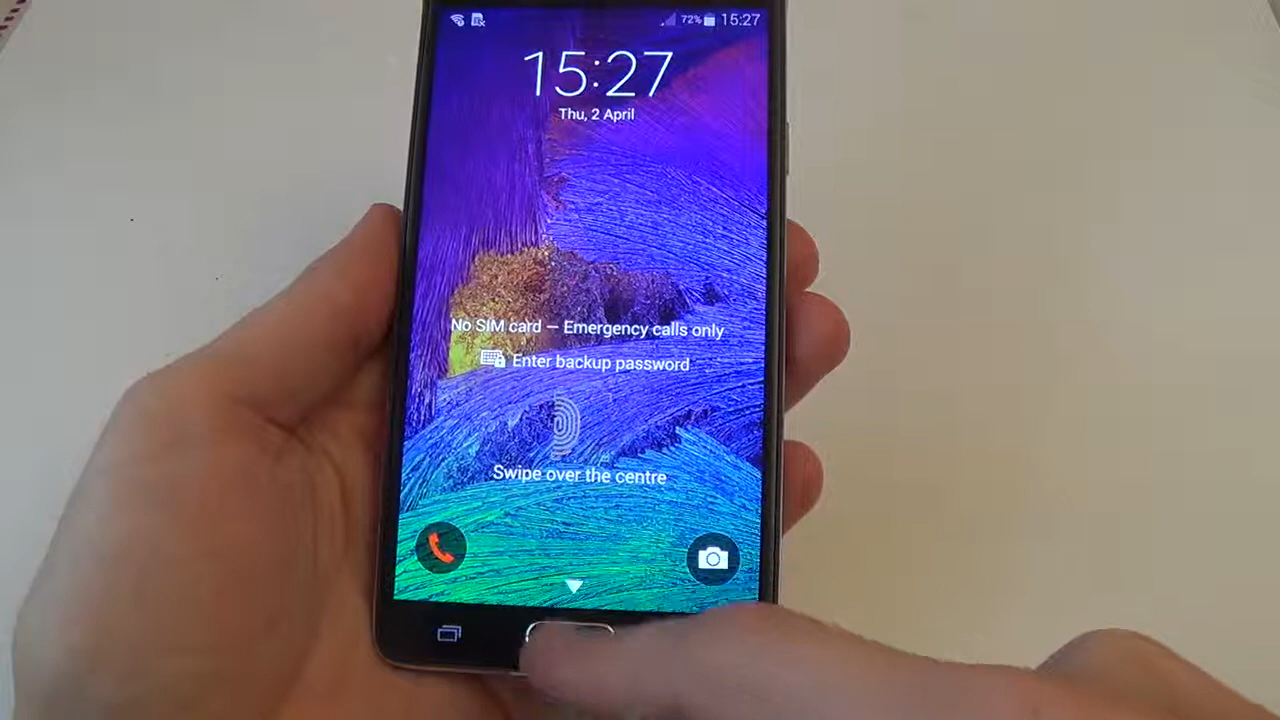 72% 15:27
15:27
Thu, 2 April
No SIM card — Emergency calls only
Enter backup password
Swipe over the centre